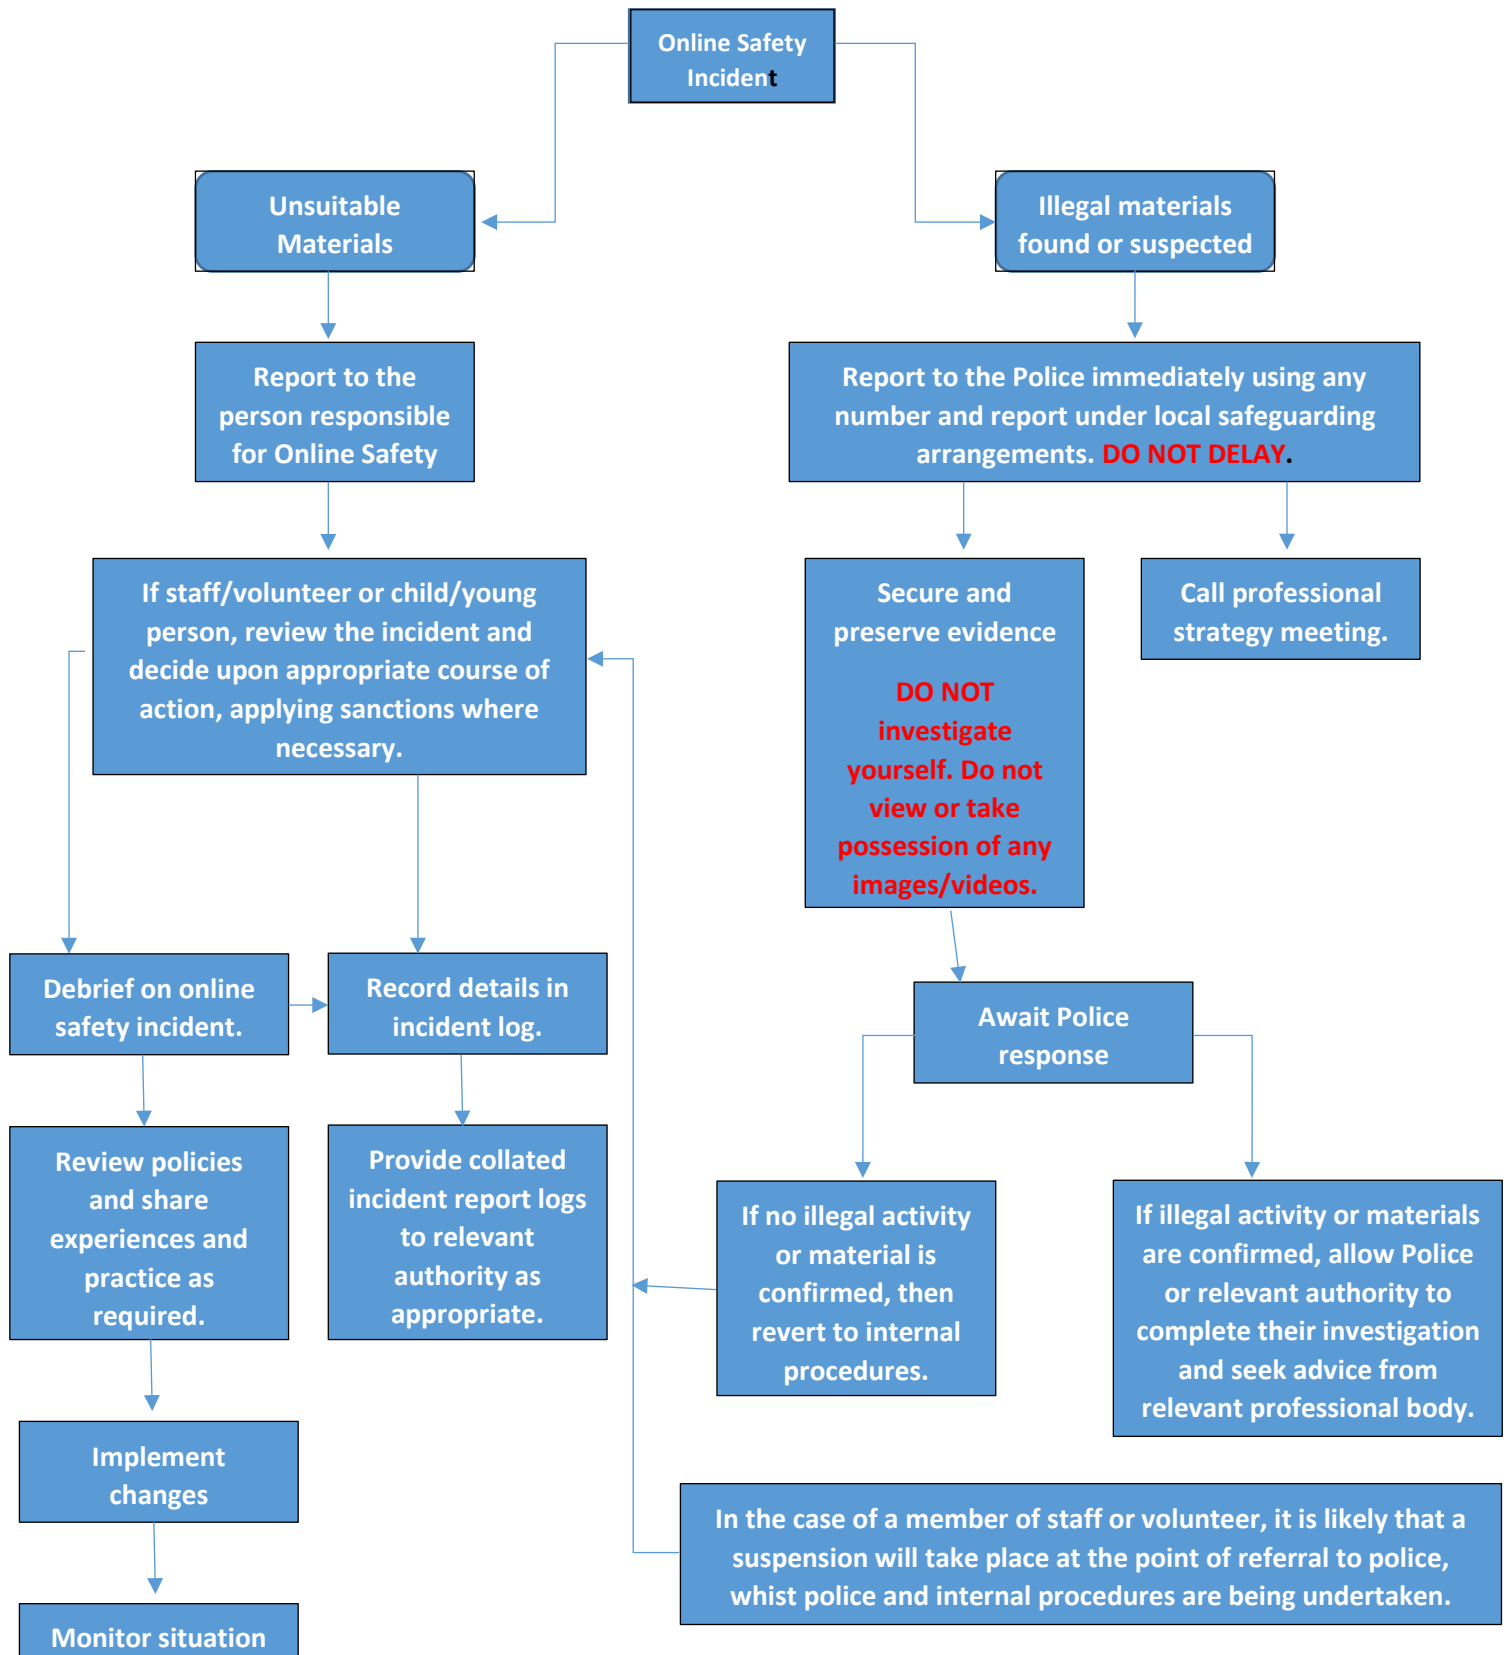 Online Safety
Incident
Unsuitable
Materials
Illegal materials
found or suspected
Report to the
person responsible
for Online Safety
Report to the Police immediately using any
number and report under local safeguarding
arrangements. DO NOT DELAY.
If staff/volunteer or child/young
person, review the incident and
decide upon appropriate course of
action, applying sanctions where
necessary.
Secure and
preserve evidence
DO NOT
investigate
yourself. Do not
view or take
possession of any
images/videos.
Call professional
strategy meeting.
Debrief on online
safety incident.
Record details in
incident log.
Await Police
response
Review policies
and share
experiences and
practice as
required.
Provide collated
incident report logs
to relevant
authority as
appropriate.
If no illegal activity
or material is
confirmed, then
revert to internal
procedures.
If illegal activity or materials
are confirmed, allow Police
or relevant authority to
complete their investigation
and seek advice from
relevant professional body.
Implement
changes
In the case of a member of staff or volunteer, it is likely that a
suspension will take place at the point of referral to police,
whist police and internal procedures are being undertaken.
Monitor situation